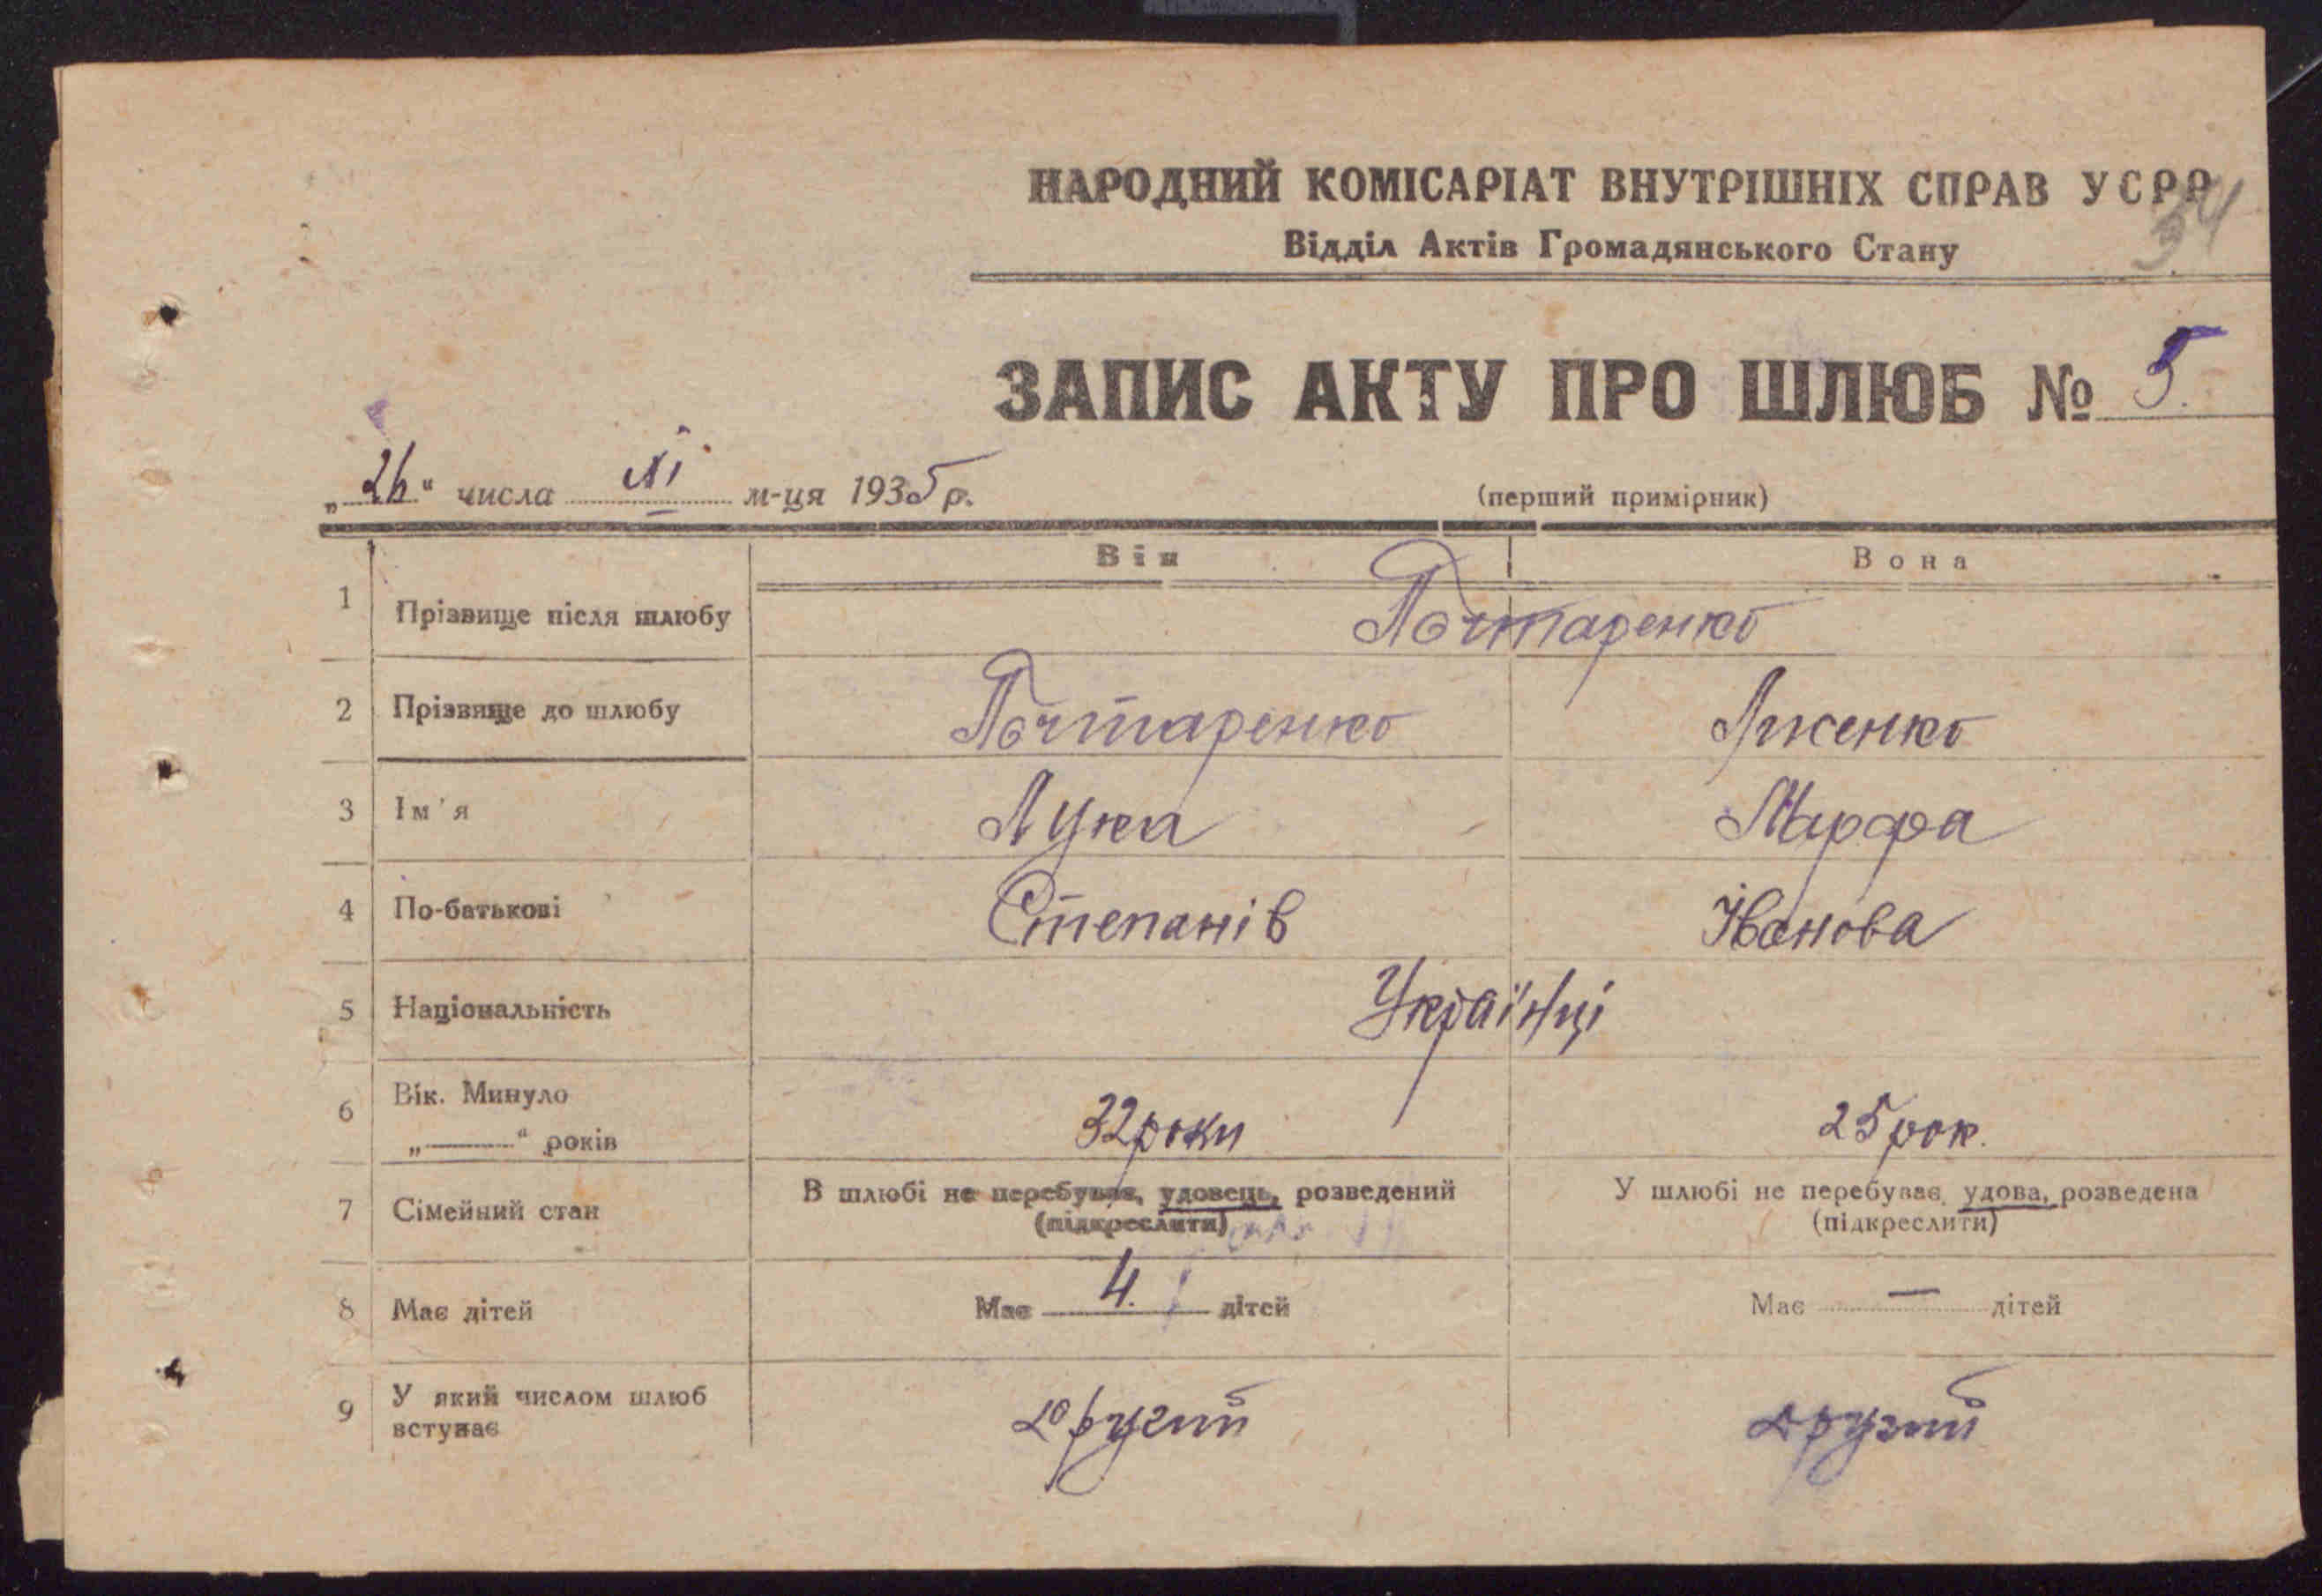 НАРОДНИЙ КОМІСАРІАТ ВНУТРІШНІХ СПРАВ УСРР
34
Відділ Актів Громадянського Стану
ЗАПИС АКТУ ПРО ШЛЮБ № 5.
„26“ числа XI м-ця 1935 р.
(перший примірник)
Він Вона
1 Прізвище після шлюбу Почтаренко
2 Прізвище до шлюбу Почтаренко
3 Ім'я Лука Марфа
4 По-батькові Степанів Іванова
5 Національність Українці
6 Вік. Минуло
„——“ років 32 роки 25 рок.
7 Сімейний стан В шлюбі не перебував, удовець, розведений У шлюбі не перебуває, удова, розведена
(підкреслити) (підкреслити)
8 Має дітей Має 4. дітей Має — дітей
9 У який числом шлюб
вступає другий другий